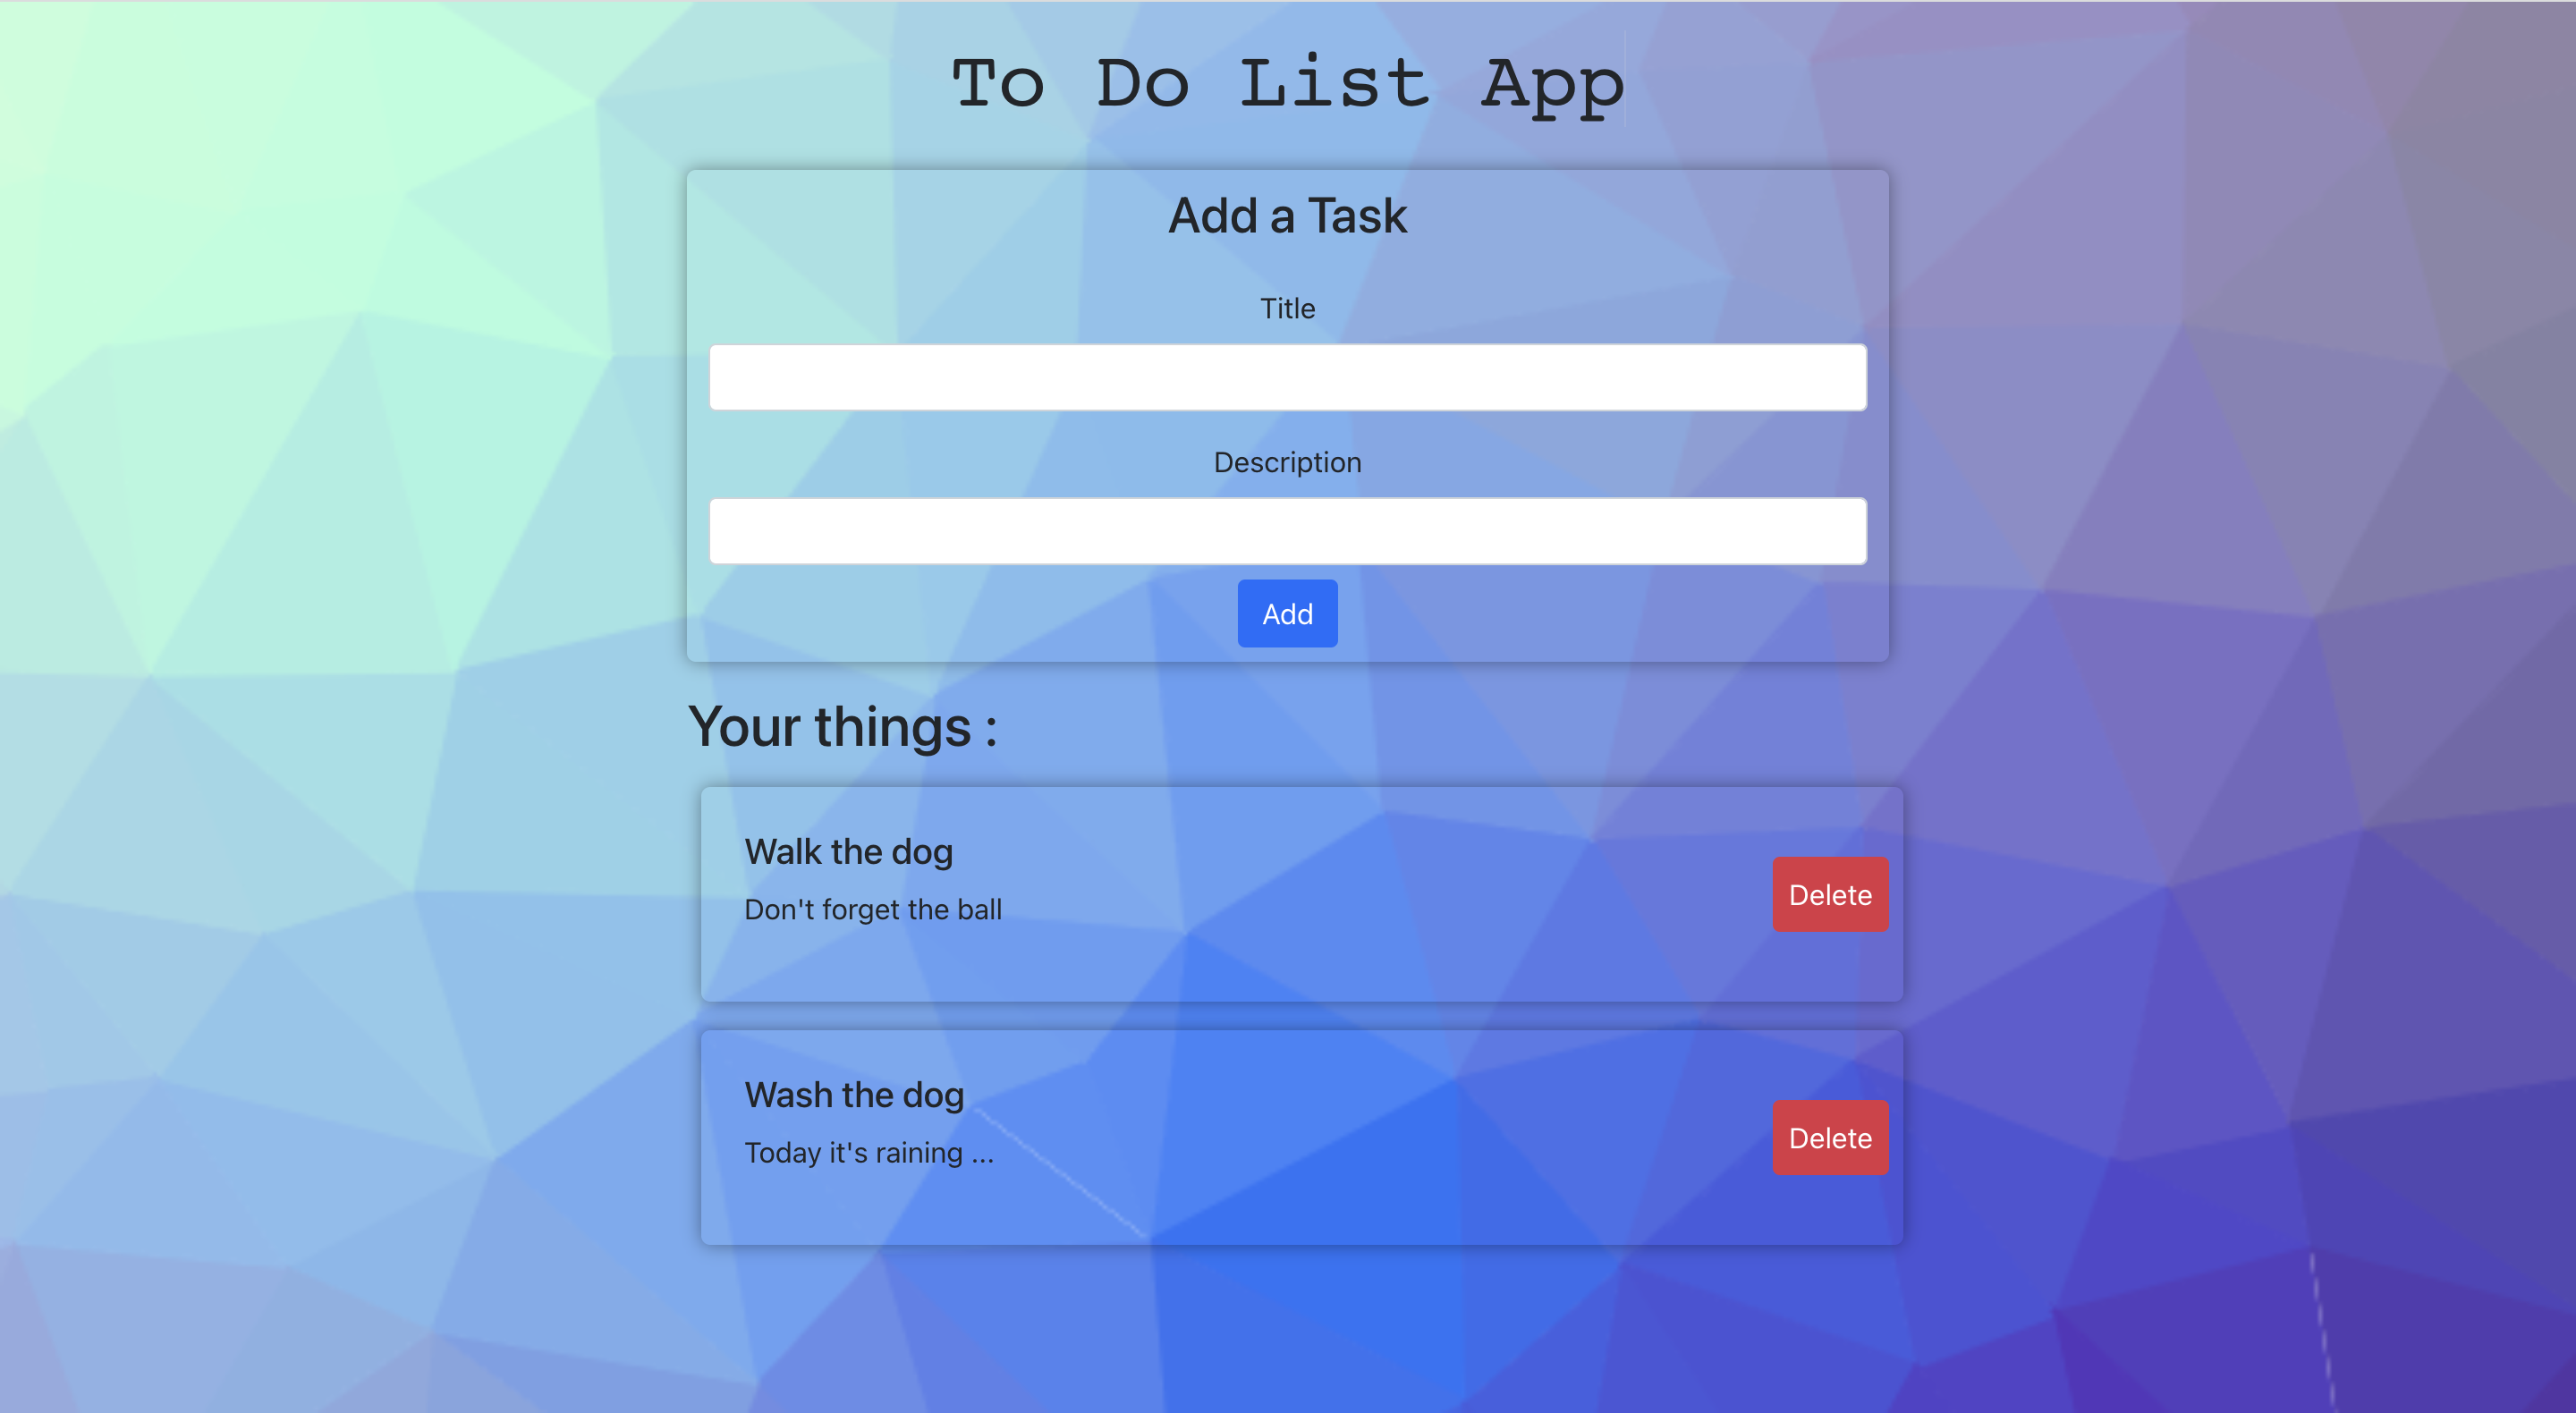 To Do List App
Add a Task
Title
Description
Add
Your things :
Walk the dog
Don't forget the ball
Delete
Wash the dog
Today it's raining ...
Delete